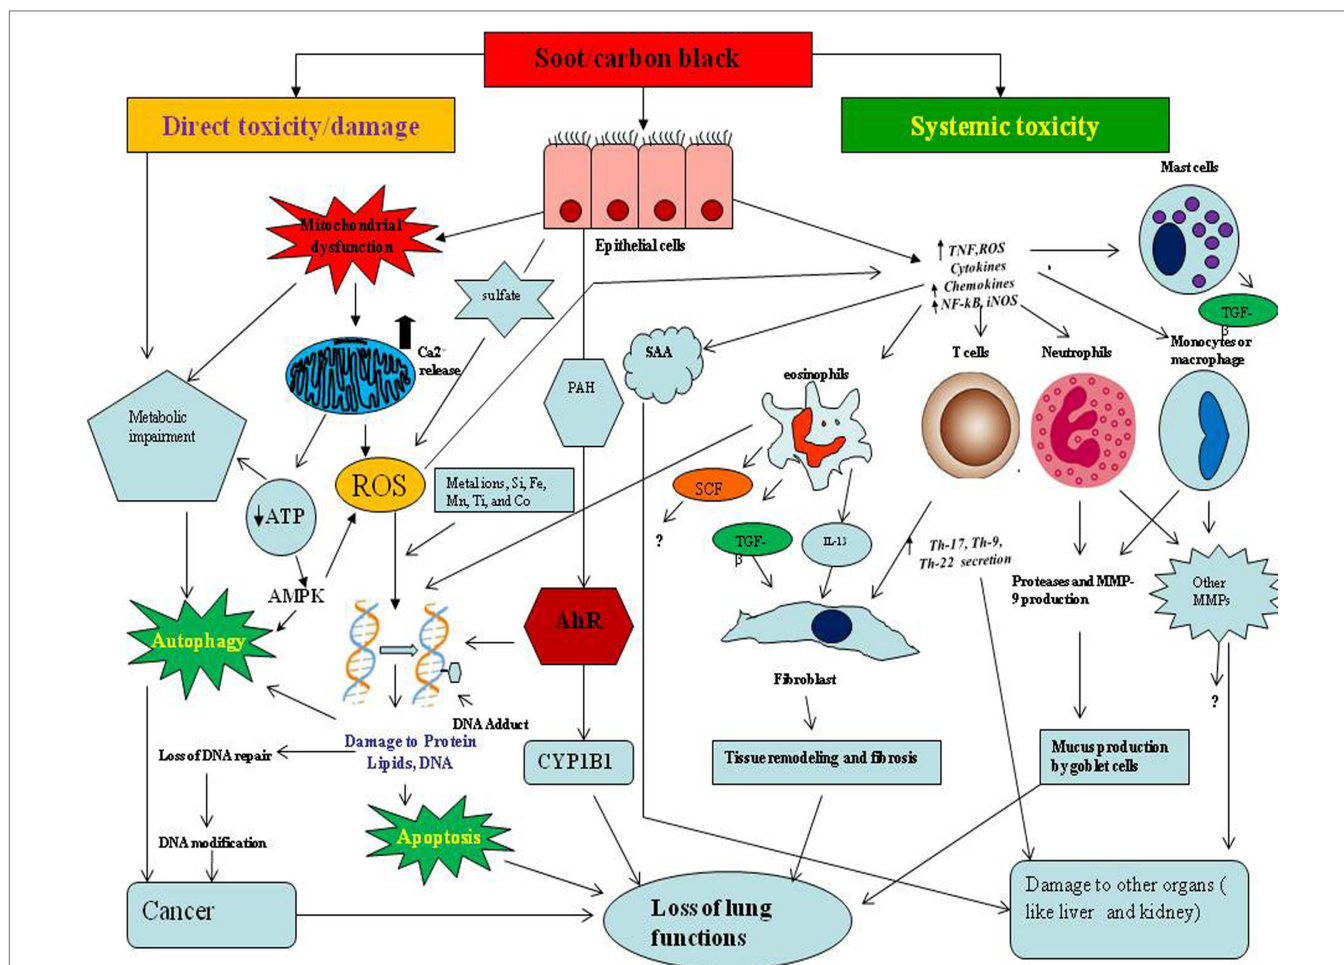 Soot/carbon black
Direct toxicity/damage
Systemic toxicity
Mast cells
Mitochondrial
dysfunction
Epithelial cells
TNF,ROS
Cytokines
Chemokines
NF-kB, iNOS
sulfate
TGF-
β
Ca2+
release
SAA
T cells
Neutrophils
Monocytes or
macrophage
eosinophils
PAH
Metabolic
impairment
ROS
Metal ions, Si, Fe,
Mn, Ti, and Co
SCF
ATP
?
TGF-
β
IL-13
Th-17, Th-9,
Th-22 secretion
Proteases and MMP-
9 production
Other
MMPs
AMPK
Autophagy
AhR
Fibroblast
?
DNA Adduct
Damage to Protein
Lipids, DNA
Loss of DNA repair
CYP1B1
Tissue remodeling and fibrosis
Mucus production
by goblet cells
DNA modification
Apoptosis
Cancer
Loss of lung
functions
Damage to other organs (
like liver and kidney)